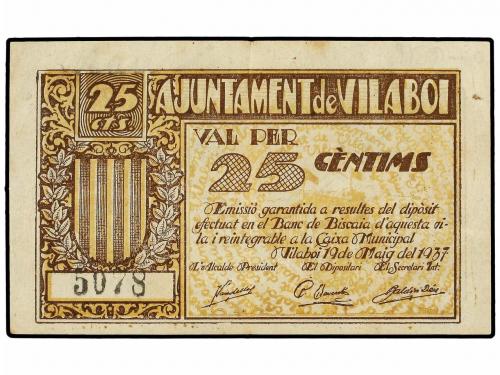 25
cts
AJUNTAMENT de VILABOI
VAL PER
25 CÈNTIMS
Emissió garantida a resultes del dipòsit
efectuat en el Banc de Biscaia d'aquesta vi-
la i reintegrable a la Caixa Municipal
Vilaboi 19 de Maig del 1937
L'Alcalde President El Dipositari El Secretari Int.
5078